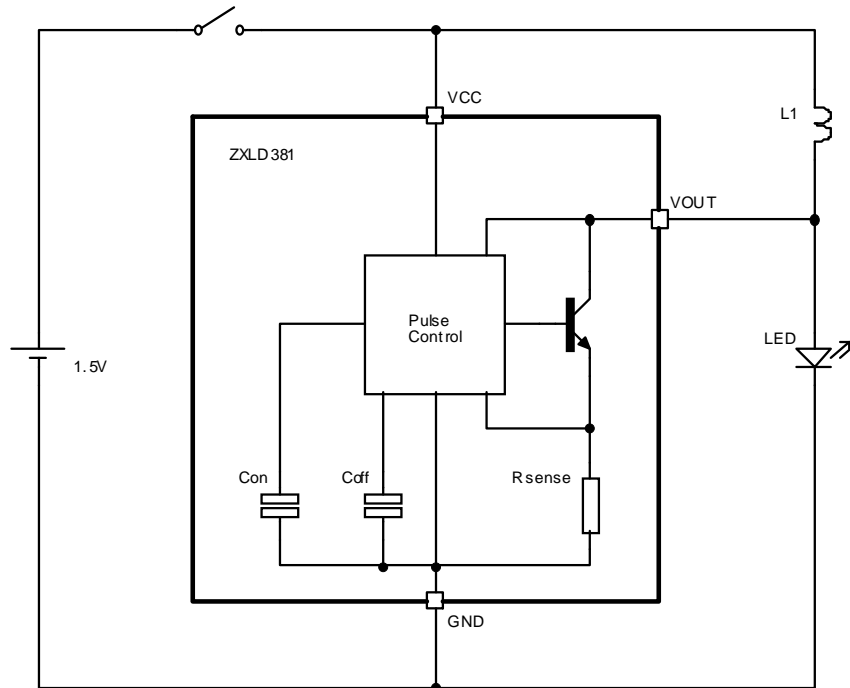 VCC
L1
ZXLD381
VOUT
Pulse
Control
LED
1.5V
Con
Coff
Rsense
GND